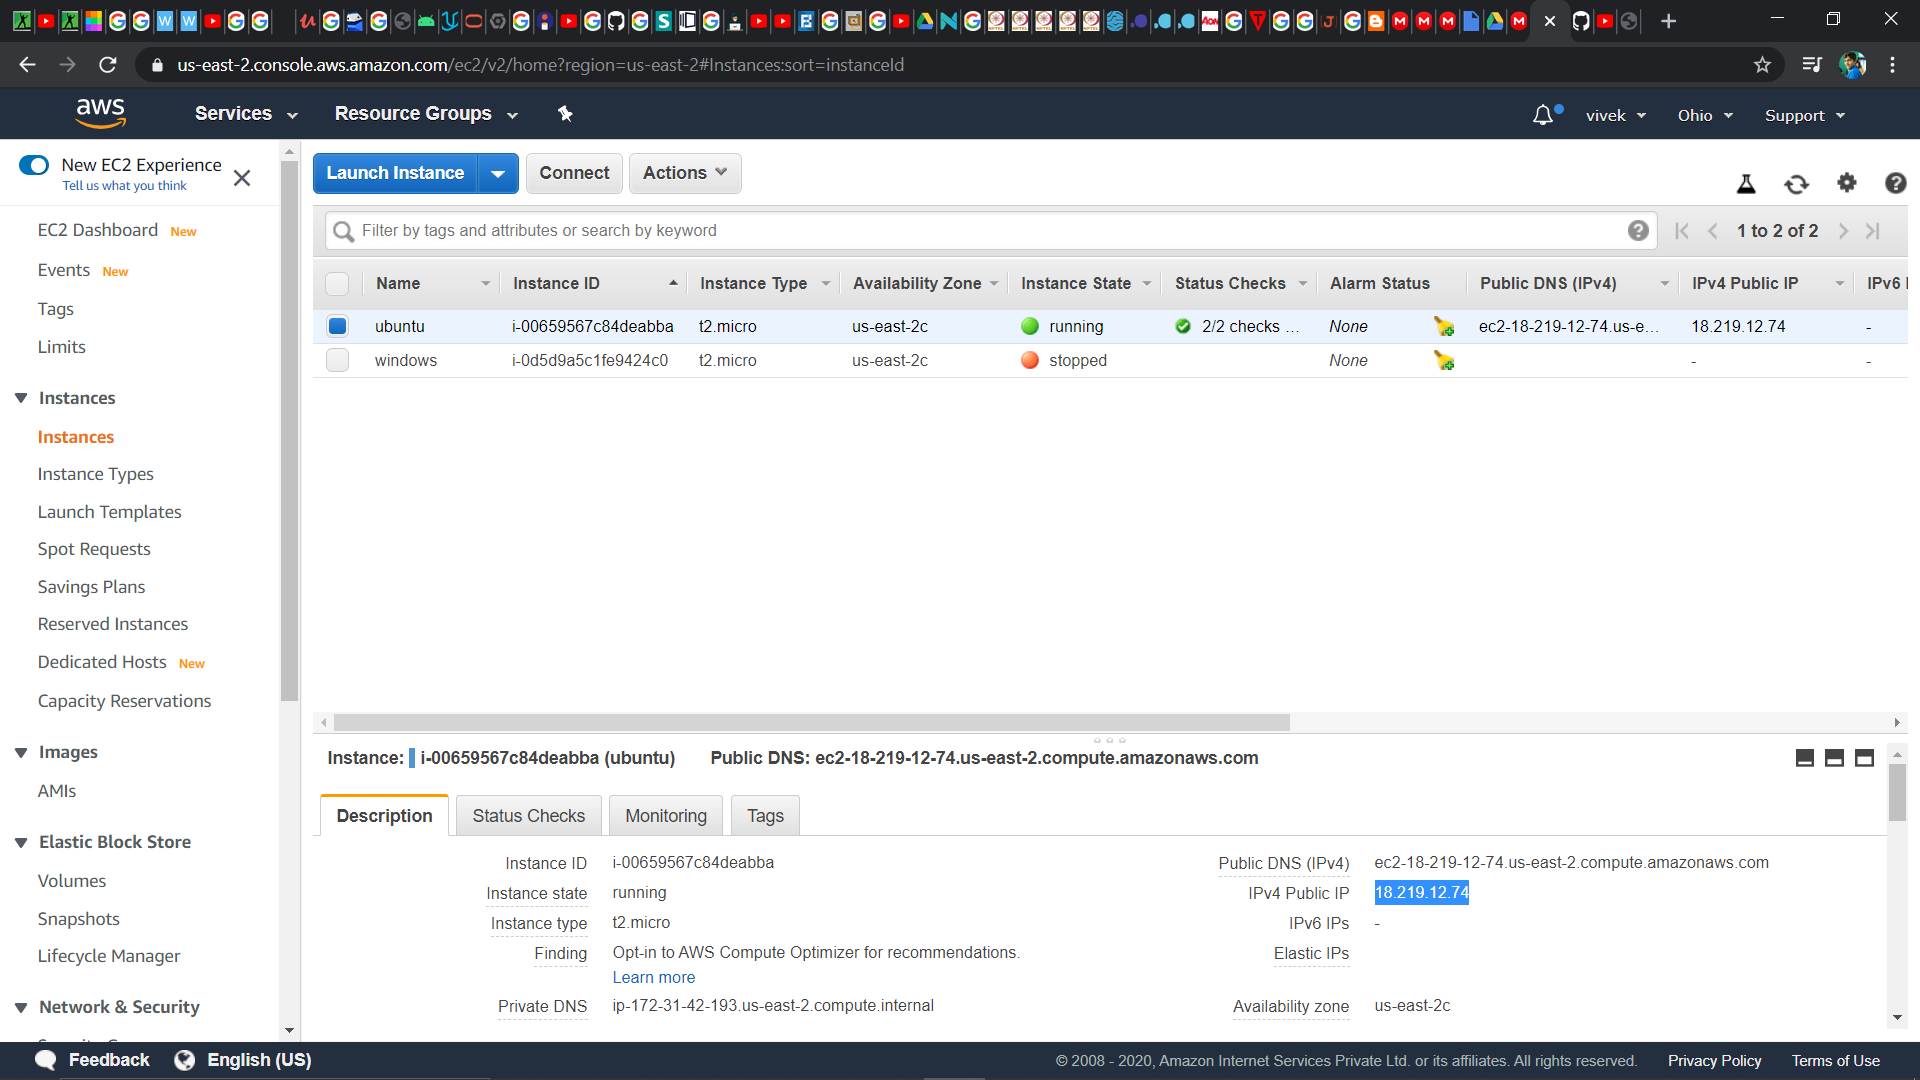 us-east-2.console.aws.amazon.com/ec2/v2/home?region=us-east-2#Instances:sort=instanceId
aws
Services
Resource Groups
vivek
Ohio
Support
New EC2 Experience
Tell us what you think
EC2 Dashboard New
Events New
Tags
Limits
Instances
Instances
Instance Types
Launch Templates
Spot Requests
Savings Plans
Reserved Instances
Dedicated Hosts New
Capacity Reservations
Images
AMIs
Elastic Block Store
Volumes
Snapshots
Lifecycle Manager
Network & Security
Launch Instance
Connect
Actions
Filter by tags and attributes or search by keyword
1 to 2 of 2
Name Instance ID Instance Type Availability Zone Instance State Status Checks Alarm Status Public DNS (IPv4) IPv4 Public IP IPv6
ubuntu i-00659567c84deabba t2.micro us-east-2c running 2/2 checks ... None ec2-18-219-12-74.us-e... 18.219.12.74 -
windows i-0d5d9a5c1fe9424c0 t2.micro us-east-2c stopped None - -
Instance: i-00659567c84deabba (ubuntu) Public DNS: ec2-18-219-12-74.us-east-2.compute.amazonaws.com
Description
Status Checks
Monitoring
Tags
Instance ID i-00659567c84deabba
Instance state running
Instance type t2.micro
Finding Opt-in to AWS Compute Optimizer for recommendations.
Learn more
Private DNS ip-172-31-42-193.us-east-2.compute.internal
Public DNS (IPv4) ec2-18-219-12-74.us-east-2.compute.amazonaws.com
IPv4 Public IP 18.219.12.74
IPv6 IPs -
Elastic IPs
Availability zone us-east-2c
Feedback
English (US)
© 2008 - 2020, Amazon Internet Services Private Ltd. or its affiliates. All rights reserved.
Privacy Policy
Terms of Use